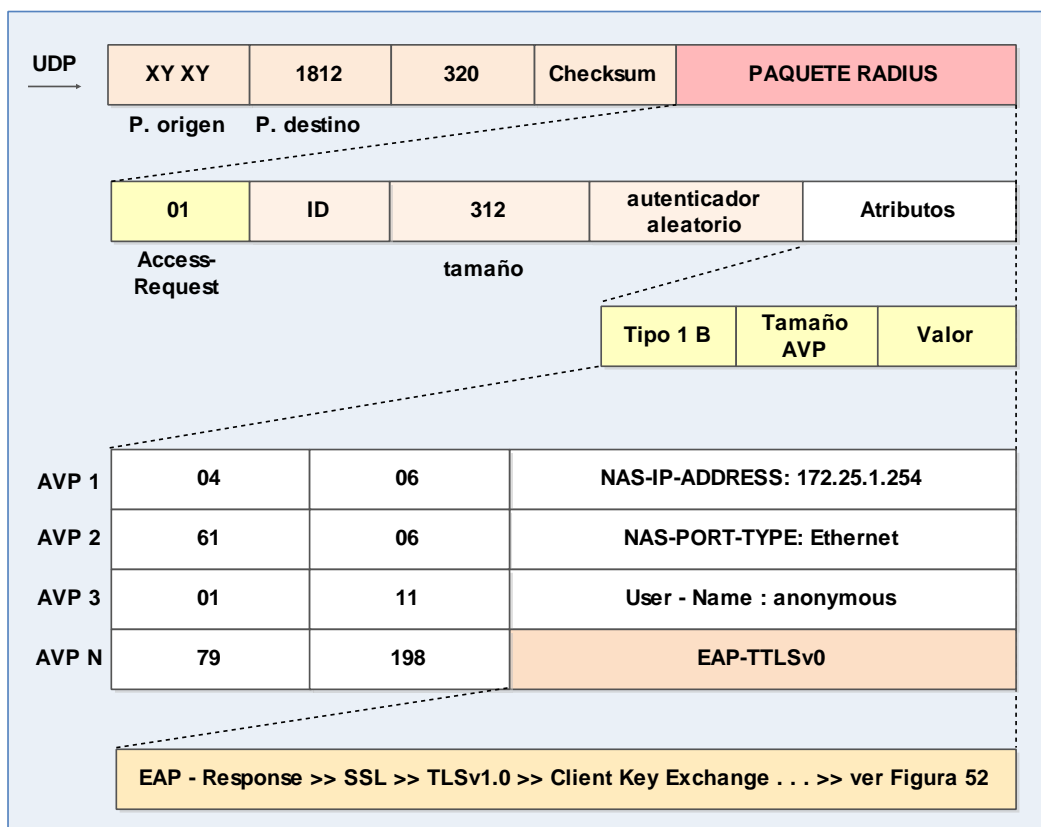 UDP
XY XY
1812
320
Checksum
PAQUETE RADIUS
P. origen
P. destino
01
ID
312
autenticador
aleatorio
Atributos
Access-
Request
tamaño
Tipo 1 B
Tamaño
AVP
Valor
AVP 1
04
06
NAS-IP-ADDRESS: 172.25.1.254
AVP 2
61
06
NAS-PORT-TYPE: Ethernet
AVP 3
01
11
User - Name : anonymous
AVP N
79
198
EAP-TTLSv0
EAP - Response >> SSL >> TLSv1.0 >> Client Key Exchange . . . >> ver Figura 52